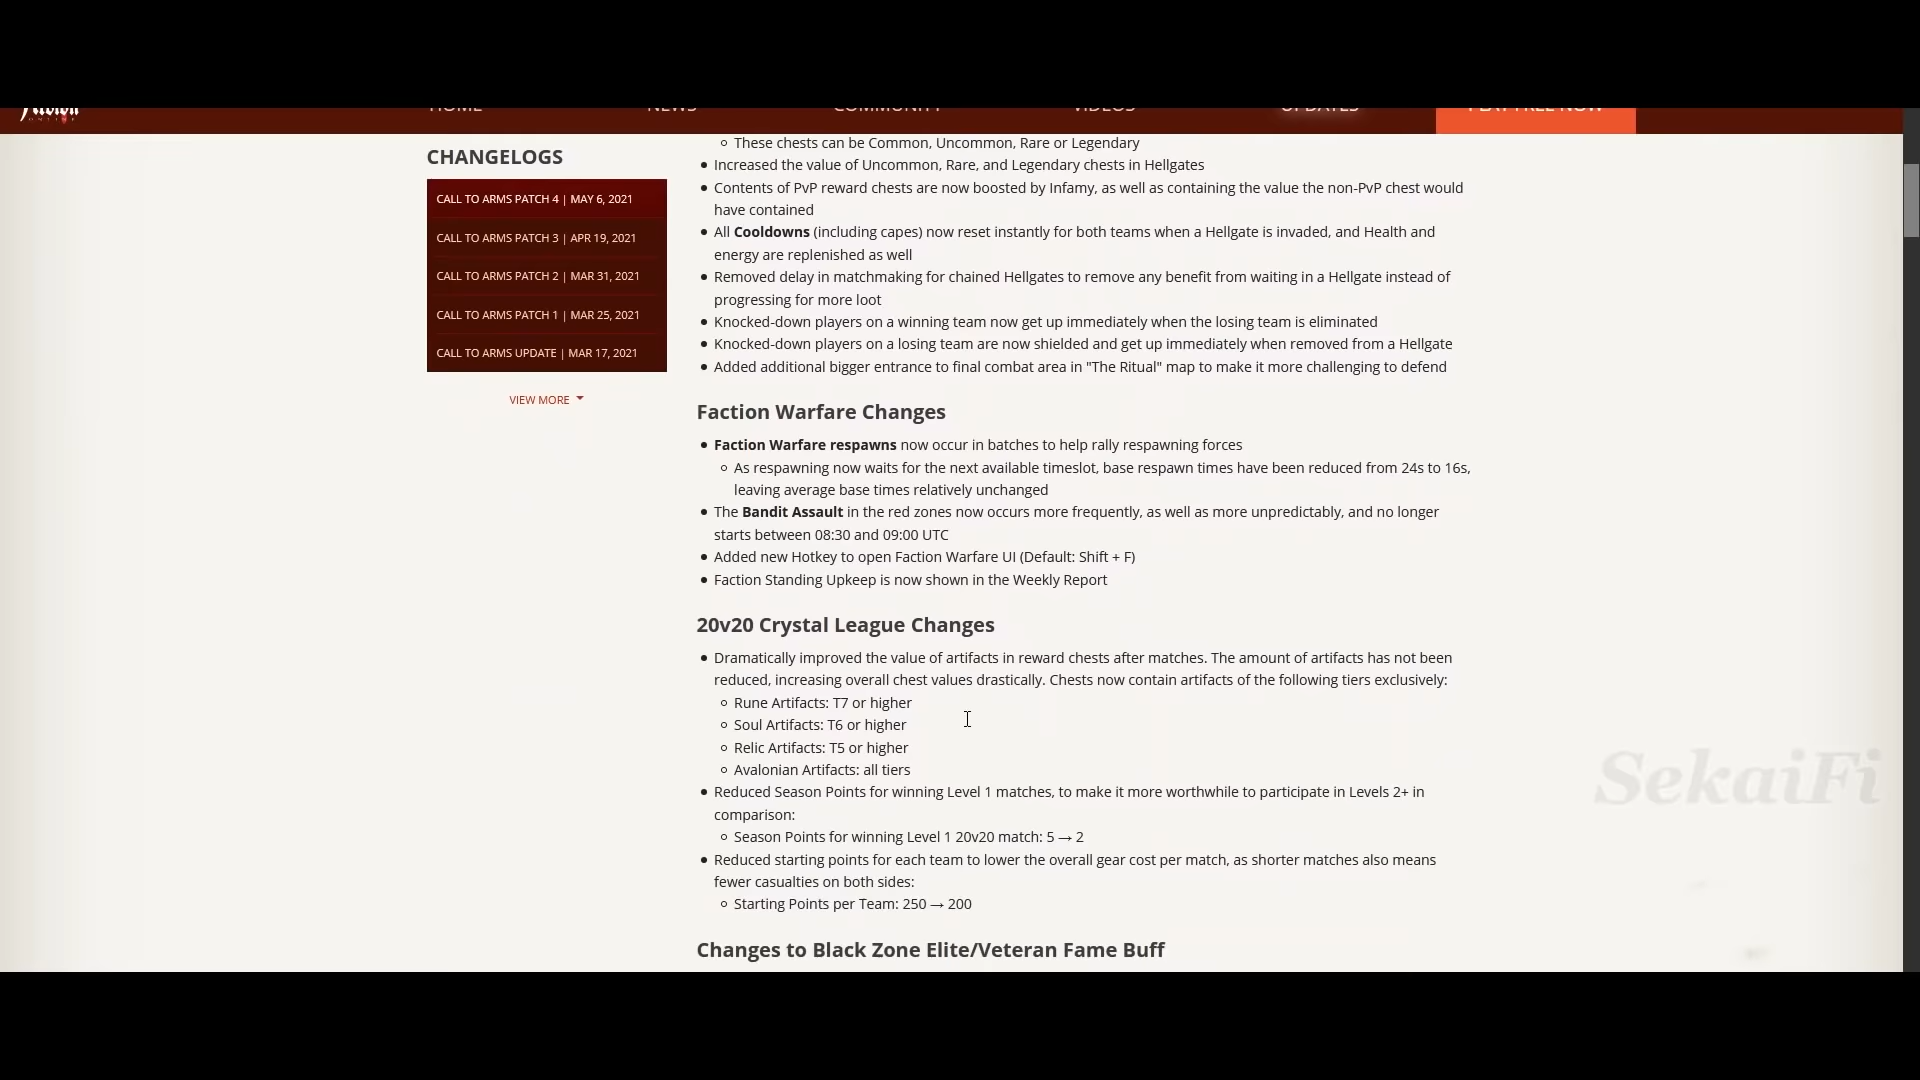 Albion
ONLINE
HOME
NEWS
COMMUNITY
VIDEOS
UPDATES
PLAY FREE NOW
CHANGELOGS
CALL TO ARMS PATCH 4 | MAY 6, 2021
CALL TO ARMS PATCH 3 | APR 19, 2021
CALL TO ARMS PATCH 2 | MAR 31, 2021
CALL TO ARMS PATCH 1 | MAR 25, 2021
CALL TO ARMS UPDATE | MAR 17, 2021
VIEW MORE
These chests can be Common, Uncommon, Rare or Legendary
Increased the value of Uncommon, Rare, and Legendary chests in Hellgates
Contents of PvP reward chests are now boosted by Infamy, as well as containing the value the non-PvP chest would
have contained
All Cooldowns (including capes) now reset instantly for both teams when a Hellgate is invaded, and Health and
energy are replenished as well
Removed delay in matchmaking for chained Hellgates to remove any benefit from waiting in a Hellgate instead of
progressing for more loot
Knocked-down players on a winning team now get up immediately when the losing team is eliminated
Knocked-down players on a losing team are now shielded and get up immediately when removed from a Hellgate
Added additional bigger entrance to final combat area in "The Ritual" map to make it more challenging to defend
Faction Warfare Changes
Faction Warfare respawns now occur in batches to help rally respawning forces
As respawning now waits for the next available timeslot, base respawn times have been reduced from 24s to 16s,
leaving average base times relatively unchanged
The Bandit Assault in the red zones now occurs more frequently, as well as more unpredictably, and no longer
starts between 08:30 and 09:00 UTC
Added new Hotkey to open Faction Warfare UI (Default: Shift + F)
Faction Standing Upkeep is now shown in the Weekly Report
20v20 Crystal League Changes
Dramatically improved the value of artifacts in reward chests after matches. The amount of artifacts has not been
reduced, increasing overall chest values drastically. Chests now contain artifacts of the following tiers exclusively:
Rune Artifacts: T7 or higher
Soul Artifacts: T6 or higher
Relic Artifacts: T5 or higher
Avalonian Artifacts: all tiers
Reduced Season Points for winning Level 1 matches, to make it more worthwhile to participate in Levels 2+ in
comparison:
Season Points for winning Level 1 20v20 match: 5 → 2
Reduced starting points for each team to lower the overall gear cost per match, as shorter matches also means
fewer casualties on both sides:
Starting Points per Team: 250 → 200
Changes to Black Zone Elite/Veteran Fame Buff
SekaiFi